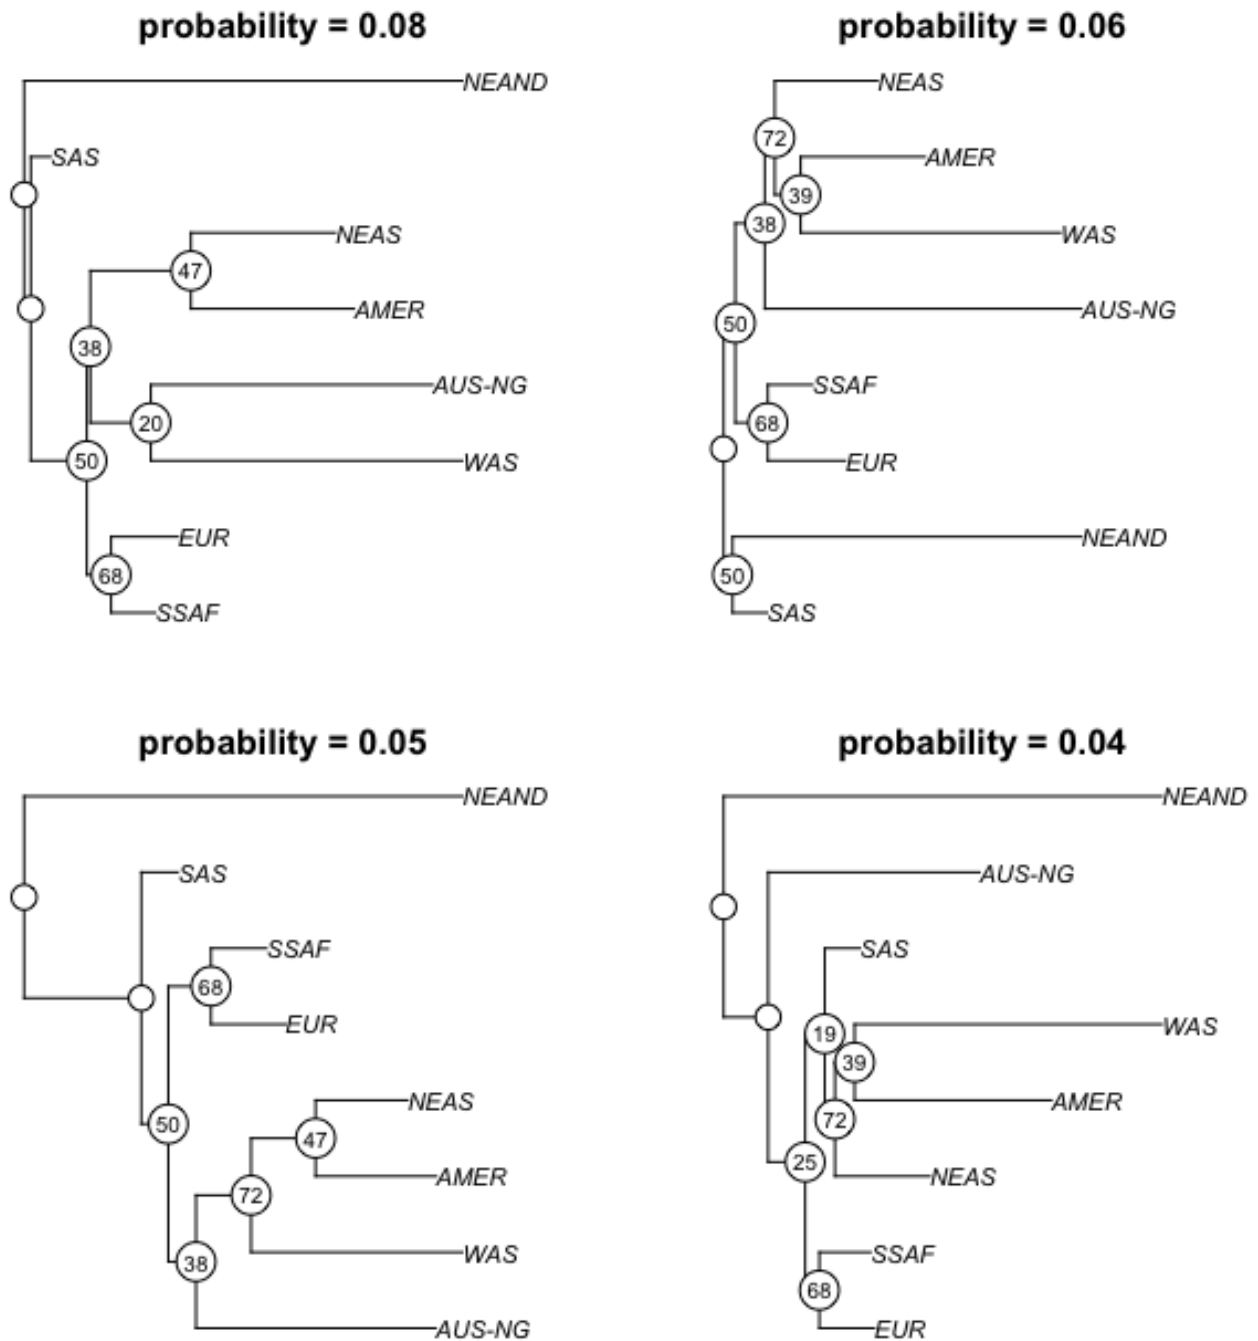 probability = 0.08
NEAND
SAS
NEAS
47
AMER
38
AUS-NG
20
WAS
50
EUR
68
SSAF
probability = 0.06
NEAS
72
AMER
39
WAS
38
AUS-NG
50
SSAF
68
EUR
NEAND
50
SAS
probability = 0.05
NEAND
SAS
SSAF
68
EUR
NEAS
50
47
AMER
72
WAS
38
AUS-NG
probability = 0.04
NEAND
AUS-NG
SAS
WAS
19
39
AMER
72
25
NEAS
SSAF
68
EUR